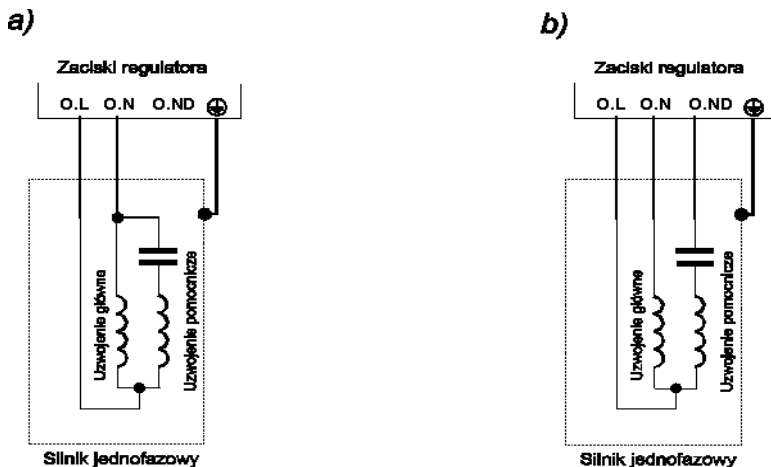 a)
Zaciski regulatora
O.L O.N O.ND
Uzwojenie główne
Uzwojenie pomocnicze
Silnik jednofazowy
b)
Zaciski regulatora
O.L O.N O.ND
Uzwojenie główne
Uzwojenie pomocnicze
Silnik jednofazowy